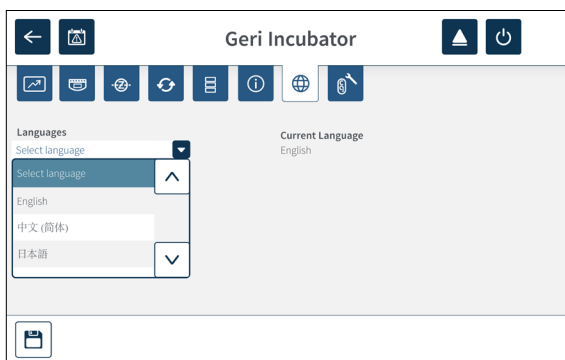 Geri Incubator
Languages
Select language
Current Language
English
Select language
English
中文 (简体)
日本語